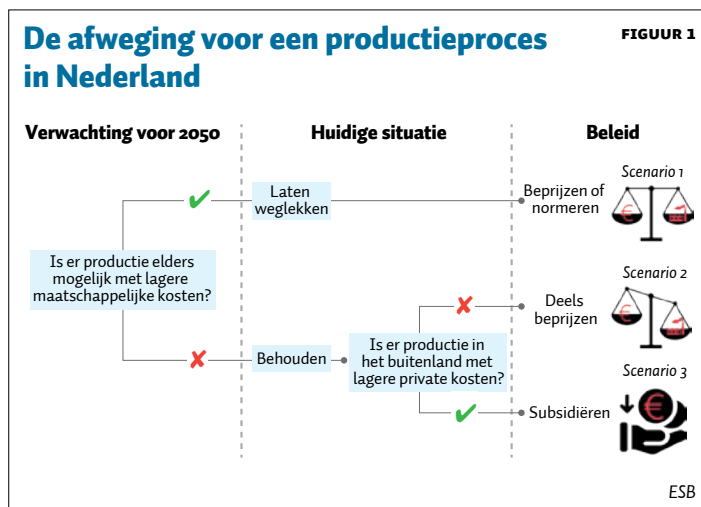 De afweging voor een productieproces
in Nederland
FIGUUR 1
Verwachting voor 2050
Huidige situatie
Beleid
Is er productie elders
mogelijk met lagere
maatschappelijke kosten?
Laten
weglekken
Beprijzen of
normeren
Scenario 1
€
Behouden
Is er productie in
het buitenland met
lagere private kosten?
Deels
beprijzen
Scenario 2
€
Subsidiëren
Scenario 3
€
ESB